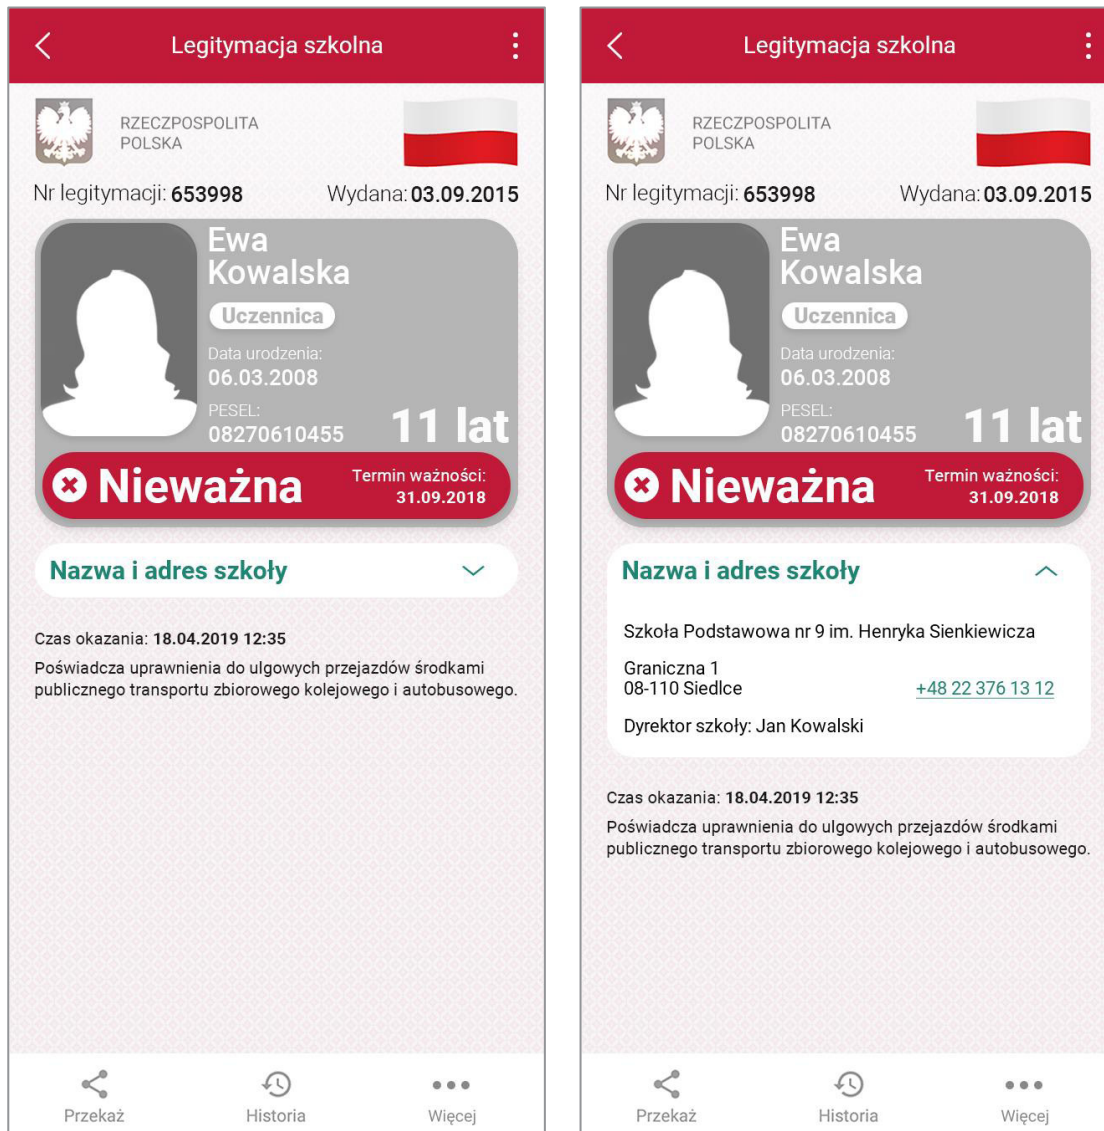 Legitymacja szkolna
RZECZPOSPOLITA
POLSKA
Nr legitymacji: 653998 Wydana: 03.09.2015
Ewa
Kowalska
Uczennica
Data urodzenia:
06.03.2008
PESEL:
08270610455
11 lat
Nieważna
Termin ważności:
31.09.2018
Nazwa i adres szkoły
Czas okazania: 18.04.2019 12:35
Poświadcza uprawnienia do ulgowych przejazdów środkami
publicznego transportu zbiorowego kolejowego i autobusowego.
Przekaż Historia Więcej
Legitymacja szkolna
RZECZPOSPOLITA
POLSKA
Nr legitymacji: 653998 Wydana: 03.09.2015
Ewa
Kowalska
Uczennica
Data urodzenia:
06.03.2008
PESEL:
08270610455
11 lat
Nieważna
Termin ważności:
31.09.2018
Nazwa i adres szkoły
Szkoła Podstawowa nr 9 im. Henryka Sienkiewicza
Graniczna 1
08-110 Siedlce +48 22 376 13 12
Dyrektor szkoły: Jan Kowalski
Czas okazania: 18.04.2019 12:35
Poświadcza uprawnienia do ulgowych przejazdów środkami
publicznego transportu zbiorowego kolejowego i autobusowego.
Przekaż Historia Więcej